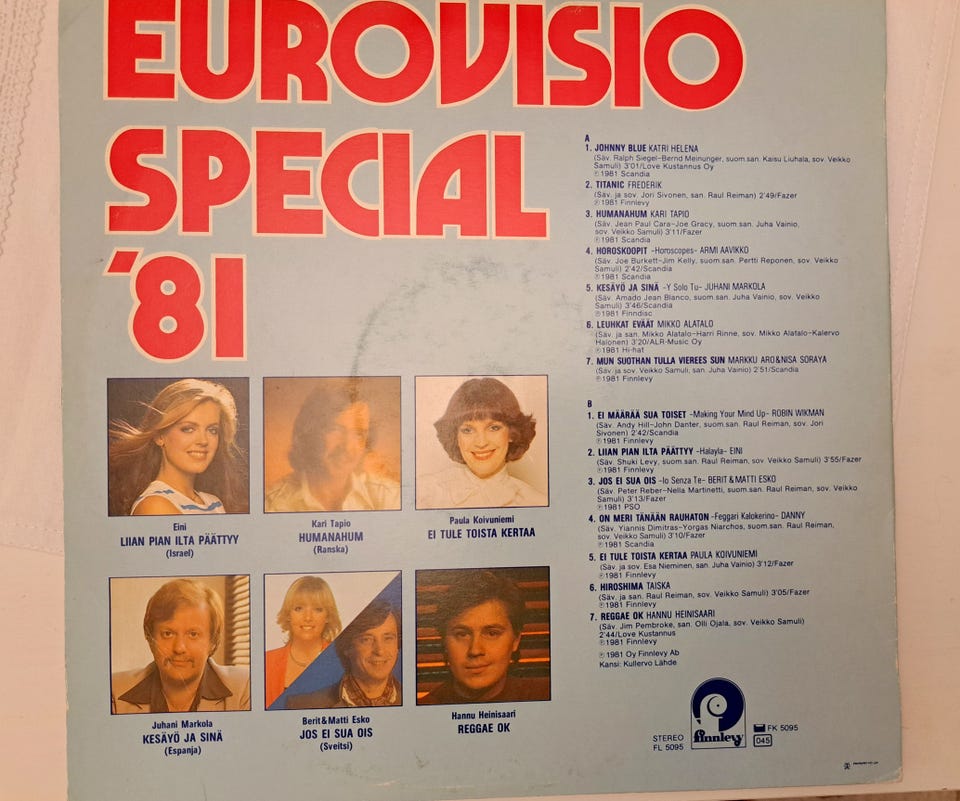 EUROVISIO
SPECIAL
'81
A
1. JOHNNY BLUE KATRI HELENA
(Säv. Ralph Siegel-Bernd Meinunger, suom.san. Kaisu Liuhala, sov. Veikko
Samuli) 3'01/Love Kustannus Oy
℗ 1981 Scandia
2. TITANIC FREDERIK
(Säv. ja sov. Jori Sivonen, san. Raul Reiman) 2'49/Fazer
℗ 1981 Finnlevy
3. HUMANAHUM KARI TAPIO
(Säv. Jean Paul Cara-Joe Gracy, suom.san. Juha Vainio,
sov. Veikko Samuli) 3'11/Fazer
℗ 1981 Scandia
4. HOROSKOOPIT -Horoscopes- ARMI AAVIKKO
(Säv. Joe Burkett-Jim Kelly, suom.san. Pertti Reponen, sov. Veikko
Samuli) 2'42/Scandia
℗ 1981 Scandia
5. KESÄYÖ JA SINÄ -Y Solo Tu- JUHANI MARKOLA
(Säv. Amado Jean Blanco, suom.san. Juha Vainio, sov. Veikko
Samuli) 3'46/Scandia
℗ 1981 Finndisc
6. LEUHKAT EVÄÄT MIKKO ALATALO
(Säv. ja san. Mikko Alatalo-Harri Rinne, sov. Mikko Alatalo-Kalervo
Halonen) 3'20/ALR-Music Oy
℗ 1981 Hi-hat
7. MUN SUOTHAN TULLA VIEREES SUN MARKKU ARO&NISA SORAYA
(Säv. ja sov. Veikko Samuli, san. Juha Vainio) 2'51/Scandia
℗ 1981 Finnlevy
B
1. EI MÄÄRÄÄ SUA TOISET -Making Your Mind Up- ROBIN WIKMAN
(Säv. Andy Hill-John Danter, suom.san. Raul Reiman, sov. Jori
Sivonen) 2'42/Scandia
℗ 1981 Finnlevy
2. LIIAN PIAN ILTA PÄÄTTYY -Halayla- EINI
(Säv. Shuki Levy, suom.san. Raul Reiman, sov. Veikko Samuli) 3'55/Fazer
℗ 1981 Finnlevy
3. JOS EI SUA OIS -Io Senza Te- BERIT & MATTI ESKO
(Säv. Peter Reber-Nella Martinetti, suom.san. Raul Reiman, sov. Veikko
Samuli) 3'13/Fazer
℗ 1981 PSO
4. ON MERI TÄNÄÄN RAUHATON -Feggari Kalokerino- DANNY
(Säv. Yiannis Dimitras-Yorgas Niarchos, suom.san. Raul Reiman,
sov. Veikko Samuli) 3'10/Fazer
℗ 1981 Scandia
5. EI TULE TOISTA KERTAA PAULA KOIVUNIEMI
(Säv. ja sov. Esa Nieminen, san. Juha Vainio) 3'12/Fazer
℗ 1981 Finnlevy
6. HIROSHIMA TAISKA
(Säv. ja san. Raul Reiman, sov. Veikko Samuli) 3'05/Fazer
℗ 1981 Finnlevy
7. REGGAE OK HANNU HEINISAARI
(Säv. Jim Pembroke, san. Olli Ojala, sov. Veikko Samuli)
2'44/Love Kustannus
℗ 1981 Finnlevy
℗ 1981 Oy Finnlevy Ab
Kansi: Kullervo Lähde
Eini
LIIAN PIAN ILTA PÄÄTTYY
(Israel)
Kari Tapio
HUMANAHUM
(Ranska)
Paula Koivuniemi
EI TULE TOISTA KERTAA
Juhani Markola
KESÄYÖ JA SINÄ
(Espanja)
Berit & Matti Esko
JOS EI SUA OIS
(Sveitsi)
Hannu Heinisaari
REGGAE OK
STEREO
FL 5095
finnlevy
FK 5095
045